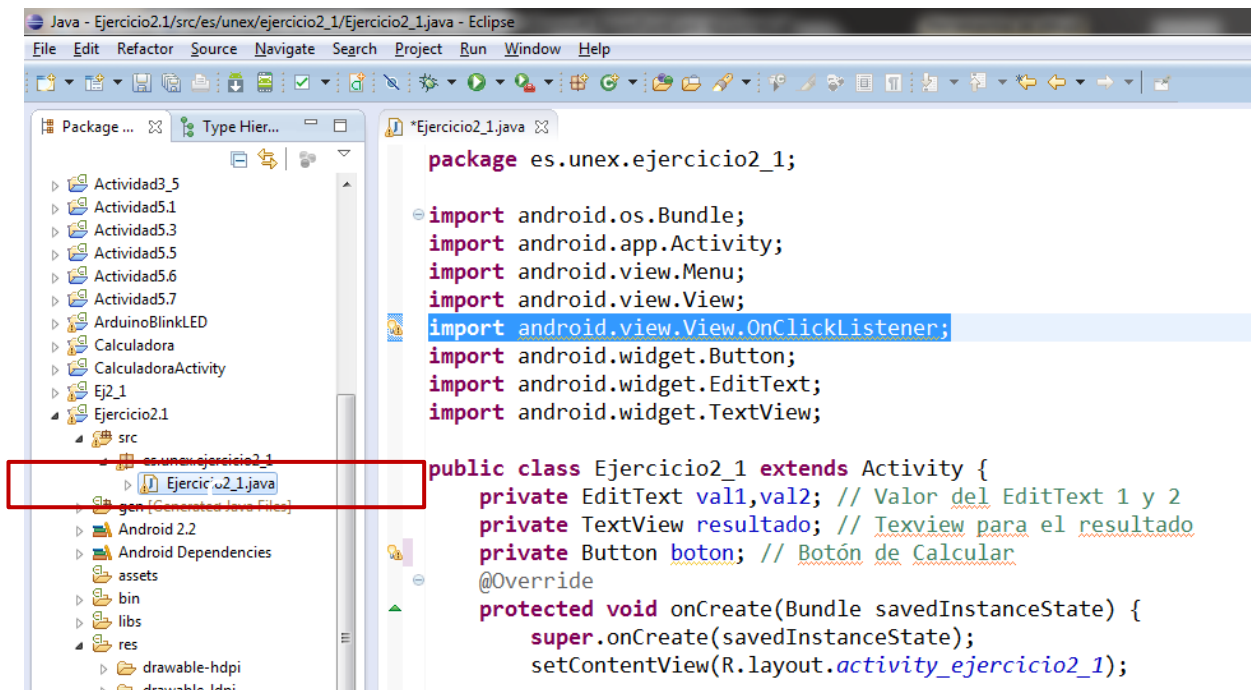 Java - Ejercicio2.1/src/es/unex/ejercicio2_1/Ejercicio2_1.java - Eclipse
File Edit Refactor Source Navigate Search Project Run Window Help
Package ... Type Hier...
Actividad3_5
Actividad5.1
Actividad5.3
Actividad5.5
Actividad5.6
Actividad5.7
ArduinoBlinkLED
Calculadora
CalculadoraActivity
Ej2_1
Ejercicio2.1
src
es.unex.ejercicio2_1
Ejercicio2_1.java
gen [Generated Java Files]
Android 2.2
Android Dependencies
assets
bin
libs
res
drawable-hdpi
drawable-ldpi
*Ejercicio2_1.java
package es.unex.ejercicio2_1;
import android.os.Bundle;
import android.app.Activity;
import android.view.Menu;
import android.view.View;
import android.view.View.OnClickListener;
import android.widget.Button;
import android.widget.EditText;
import android.widget.TextView;
public class Ejercicio2_1 extends Activity {
private EditText val1,val2; // Valor del EditText 1 y 2
private TextView resultado; // Texview para el resultado
private Button boton; // Botón de Calcular
@Override
protected void onCreate(Bundle savedInstanceState) {
super.onCreate(savedInstanceState);
setContentView(R.layout.activity_ejercicio2_1);